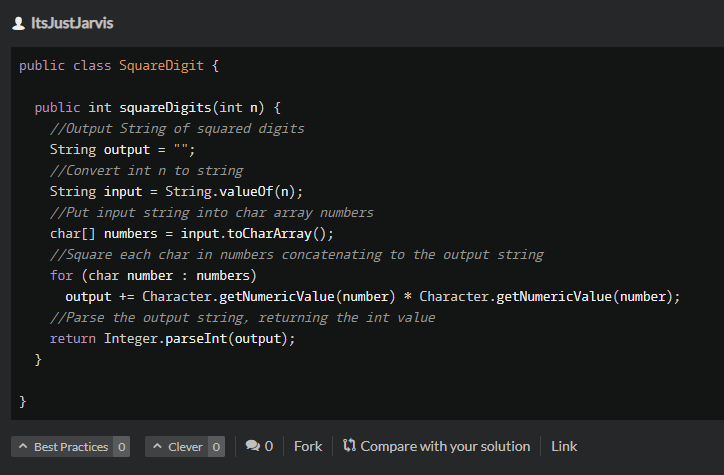 ItsJustJarvis
public class SquareDigit {
public int squareDigits(int n) {
//Output String of squared digits
String output = "";
//Convert int n to string
String input = String.valueOf(n);
//Put input string into char array numbers
char[] numbers = input.toCharArray();
//Square each char in numbers concatenating to the output string
for (char number : numbers)
output += Character.getNumericValue(number) * Character.getNumericValue(number);
//Parse the output string, returning the int value
return Integer.parseInt(output);
}
}
Best Practices 0 Clever 0 0 Fork Compare with your solution Link